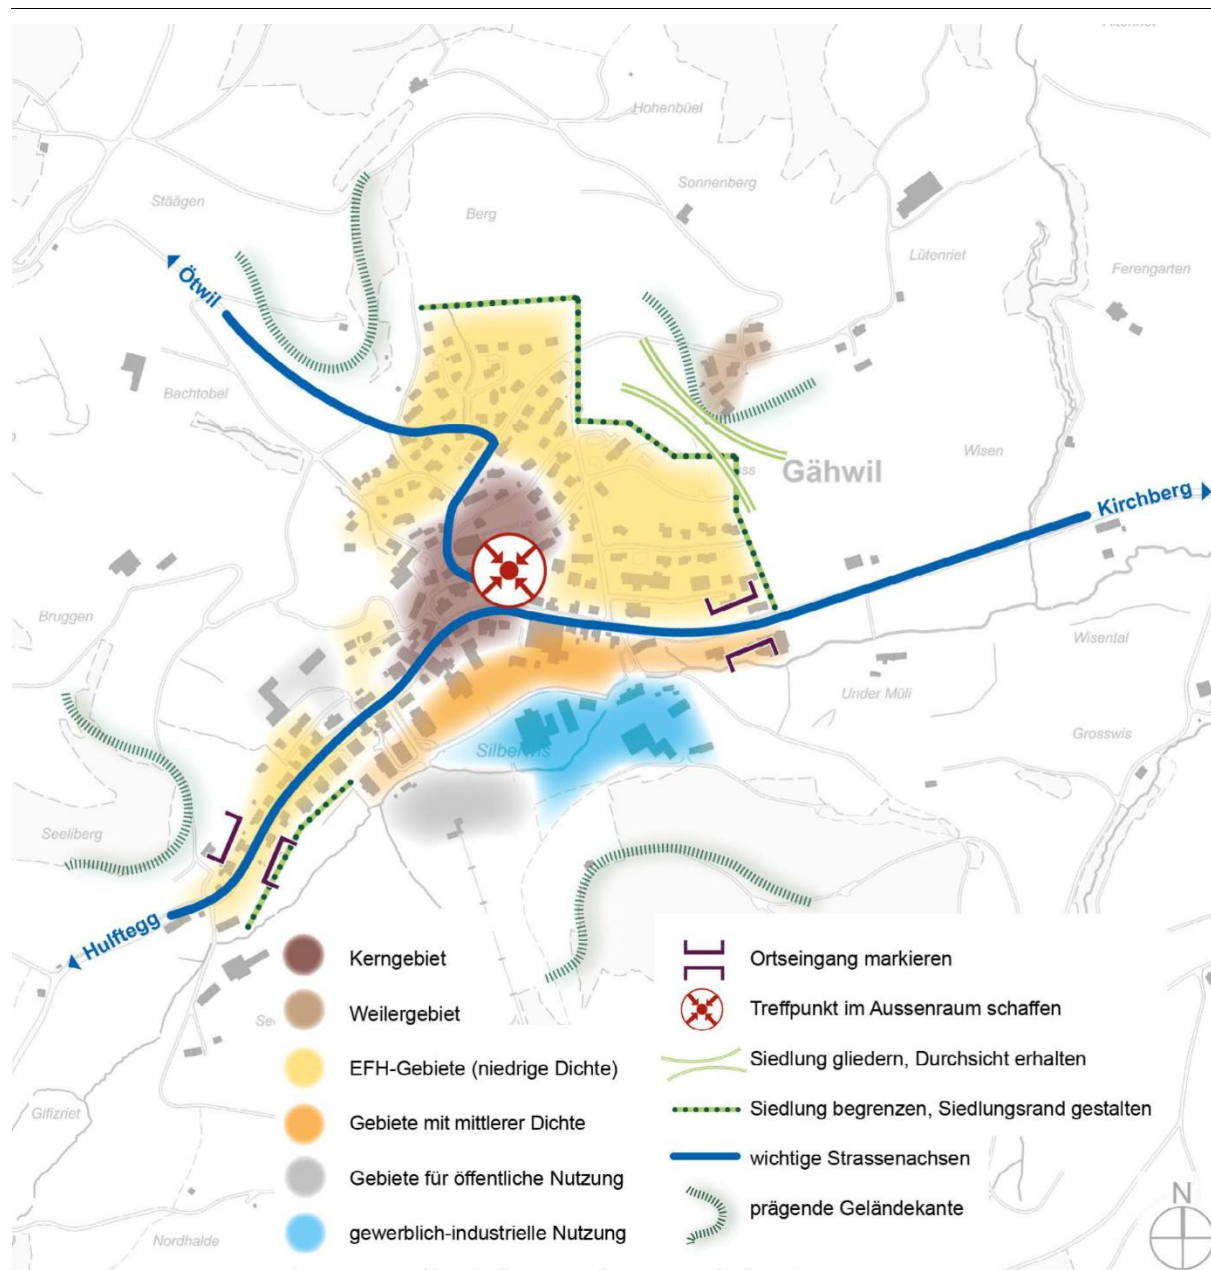 Hohenbüel
Sonnenberg
Stäägen
Berg
Lütenriet
Ferengarten
Ötwil
Bachtobel
Wisen
Gähwil
Kirchberg
Bruggen
Wisental
Under Müli
Silberwis
Grosswis
Seeliberg
Hulftegg
Kerngebiet
Ortseingang markieren
Weilergebiet
Treffpunkt im Aussenraum schaffen
EFH-Gebiete (niedrige Dichte)
Siedlung gliedern, Durchsicht erhalten
Gifizriet
Gebiete mit mittlerer Dichte
Siedlung begrenzen, Siedlungsrand gestalten
Gebiete für öffentliche Nutzung
wichtige Strassenachsen
gewerblich-industrielle Nutzung
prägende Geländekante
Nordhalde
N